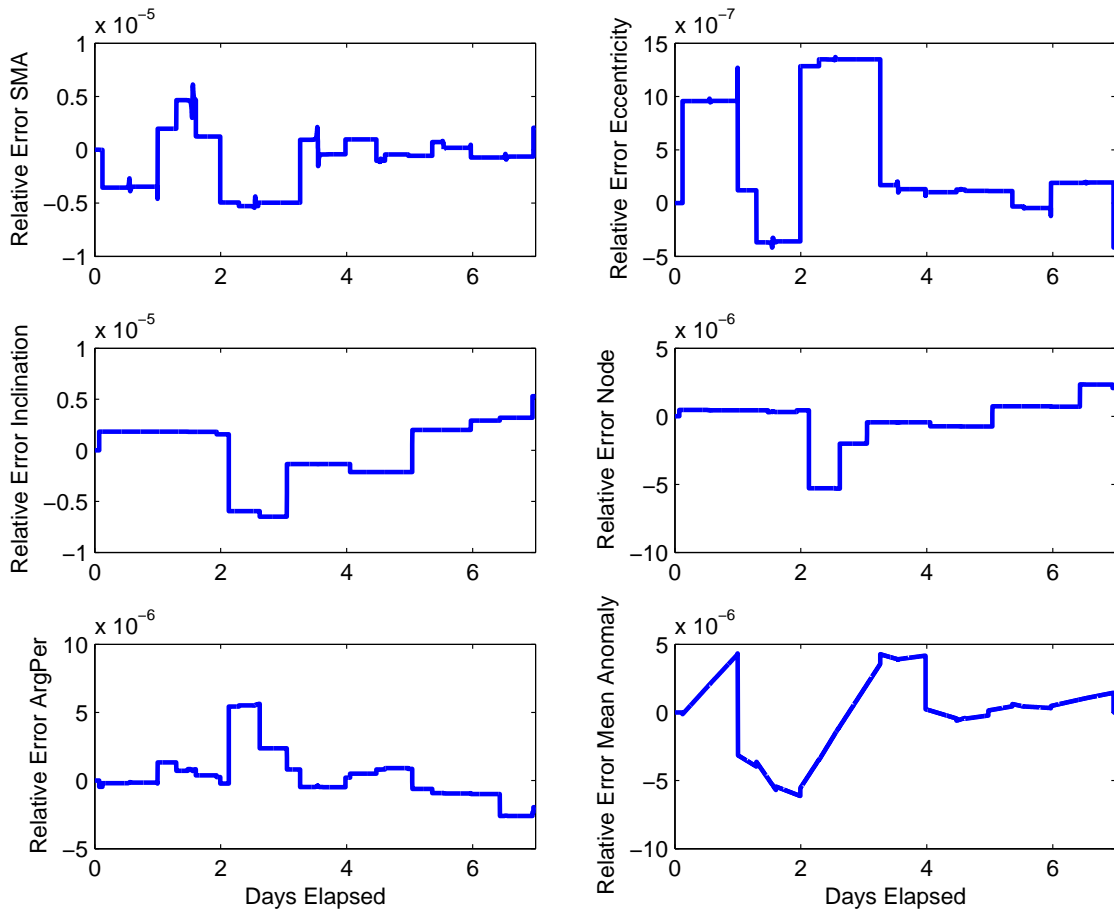 x 10−5
Relative Error SMA
1
0.5
0
−0.5
−1
0 2 4 6
x 10−7
Relative Error Eccentricity
15
10
5
0
−5
0 2 4 6
x 10−5
Relative Error Inclination
1
0.5
0
−0.5
−1
0 2 4 6
x 10−6
Relative Error Node
5
0
−5
−10
0 2 4 6
x 10−6
Relative Error ArgPer
10
5
0
−5
0 2 4 6
Days Elapsed
x 10−6
Relative Error Mean Anomaly
5
0
−5
−10
0 2 4 6
Days Elapsed